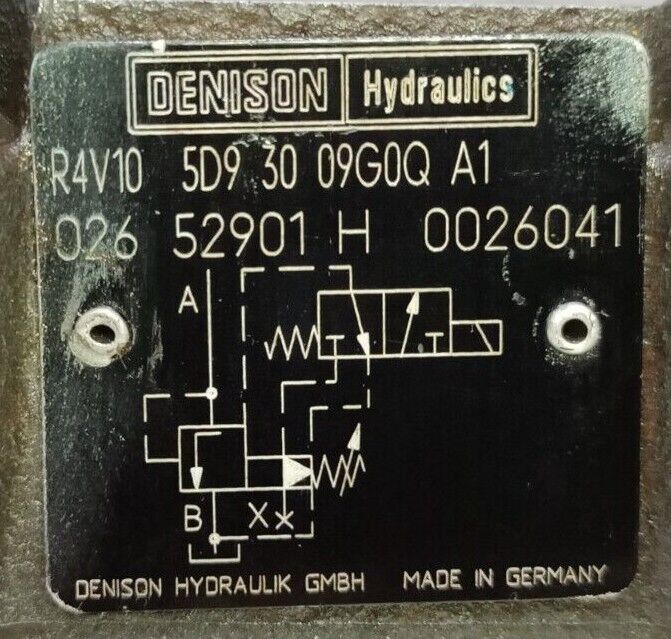 DENISON Hydraulics
R4V10 5D9 30 09G0Q A1
026 52901 H 0026041
A
B X
DENISON HYDRAULIK GMBH MADE IN GERMANY